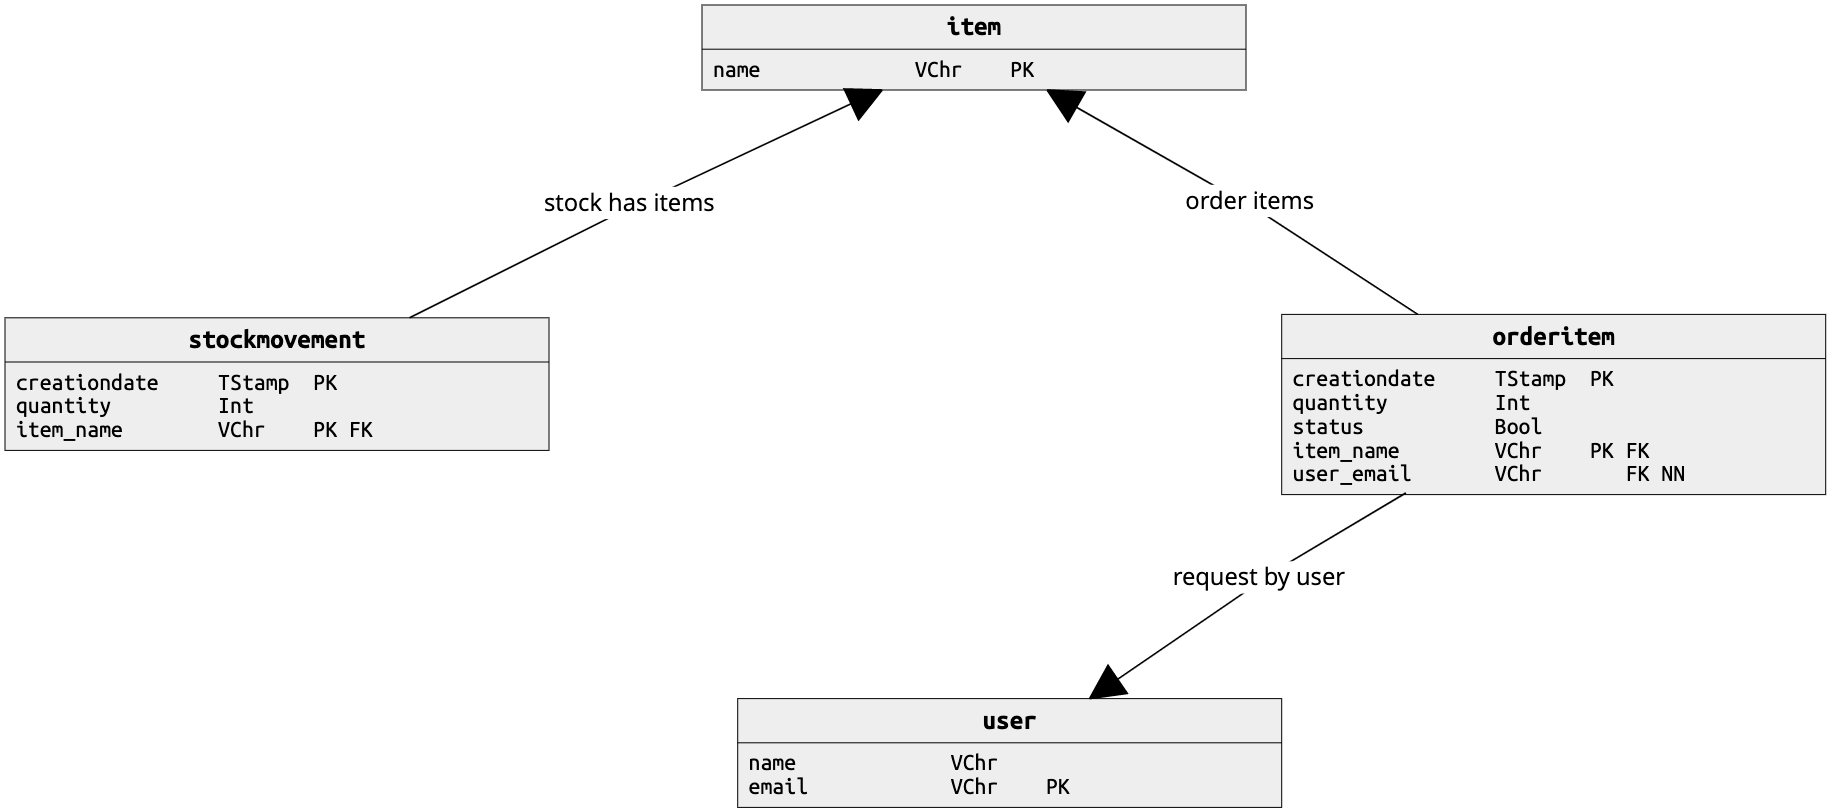 item
name VChr PK
stock has items
order items
stockmovement
creationdate TStamp PK
quantity Int
item_name VChr PK FK
orderitem
creationdate TStamp PK
quantity Int
status Bool
item_name VChr PK FK
user_email VChr FK NN
request by user
user
name VChr
email VChr PK